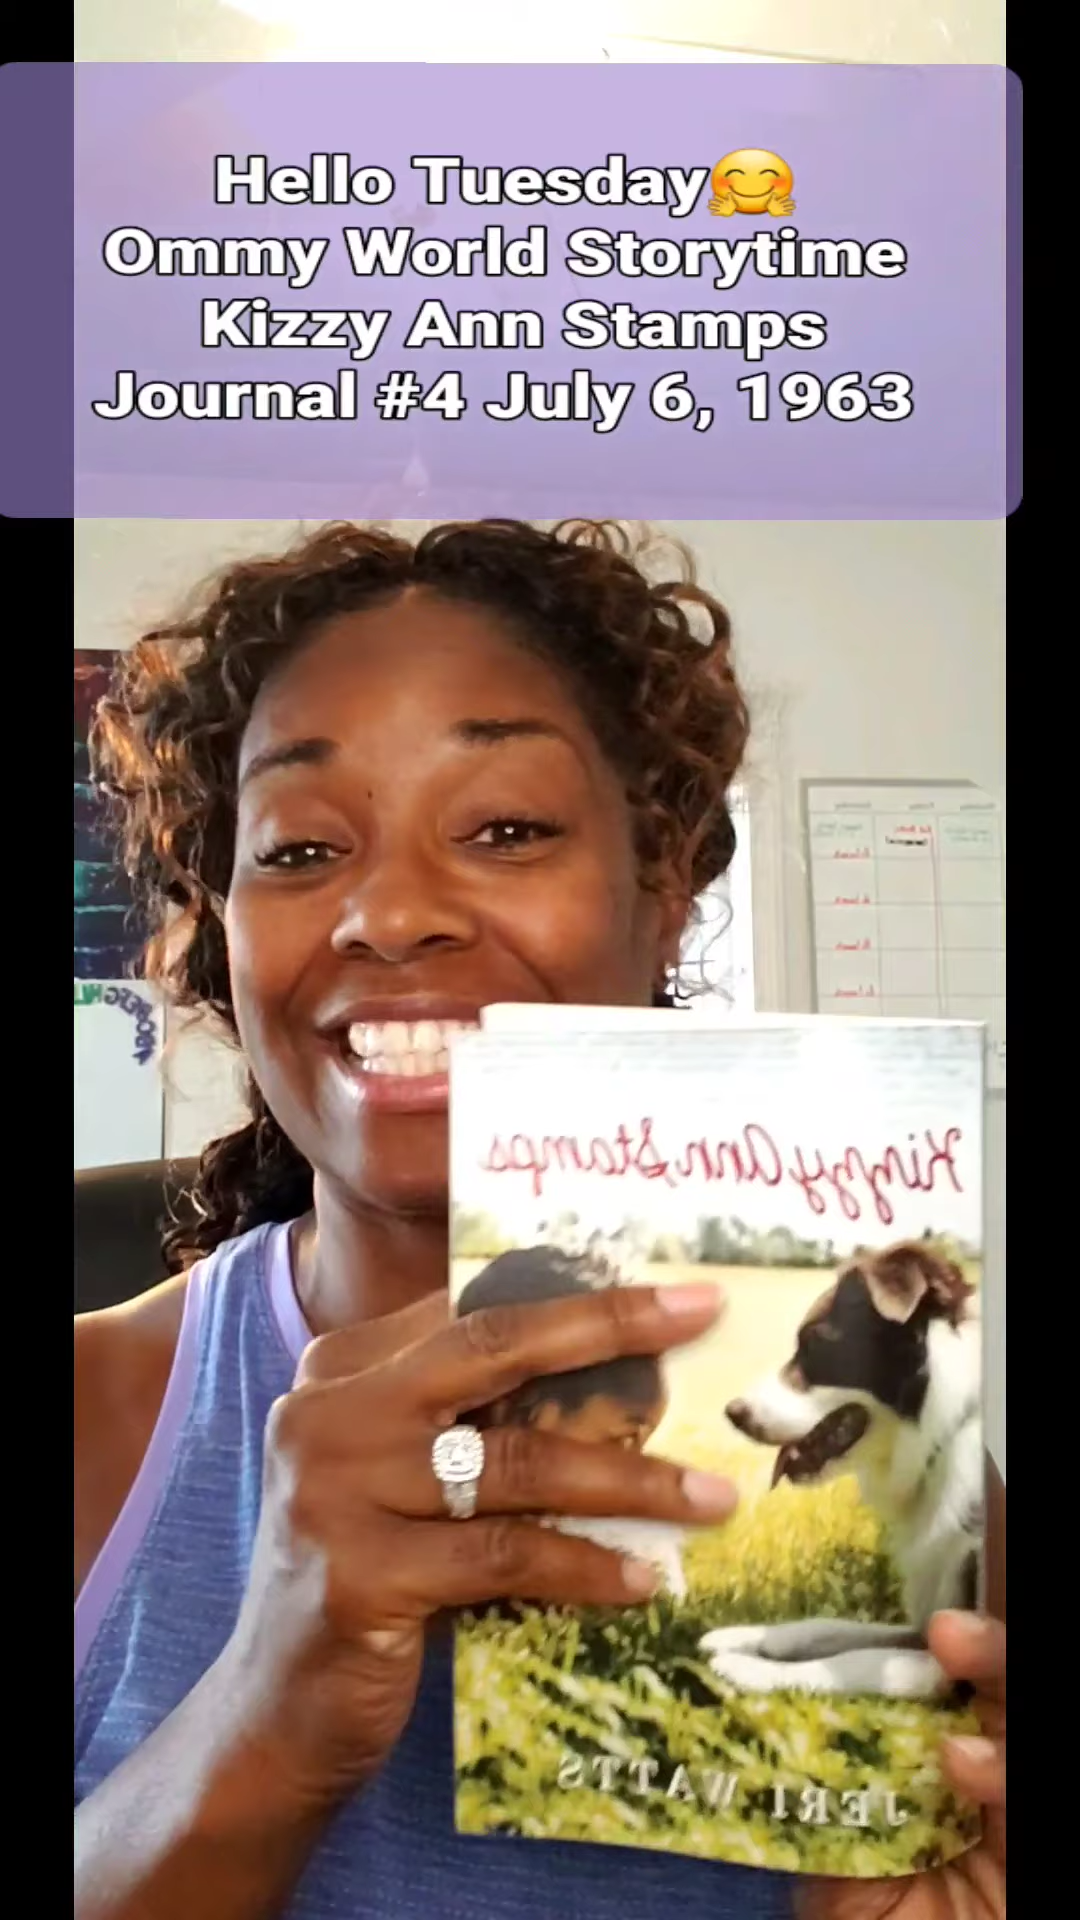 Hello Tuesday🤗
Ommy World Storytime
Kizzy Ann Stamps
Journal #4 July 6, 1963
Kizzy Ann Stamps
JERI WATTS